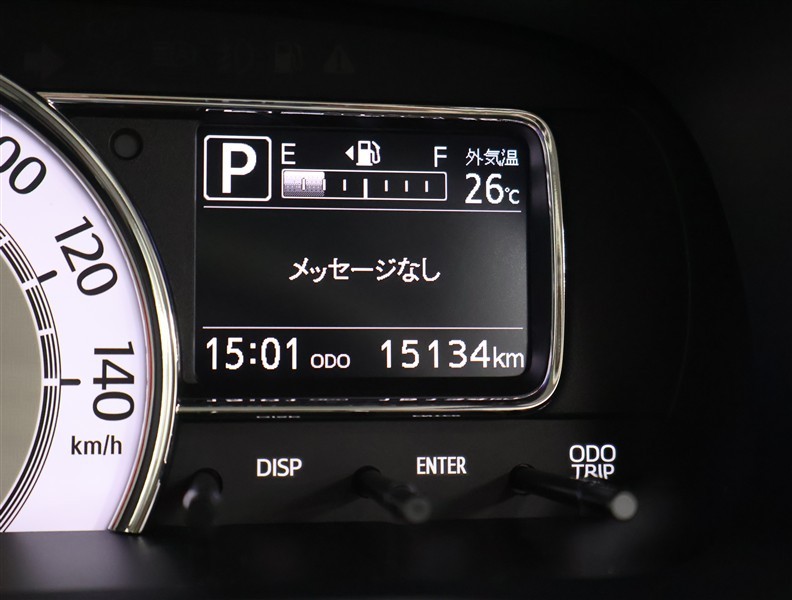 P E F 外気温
26℃
メッセージなし
15:01 ODO 15134km
120
140
km/h
DISP ENTER ODO
TRIP